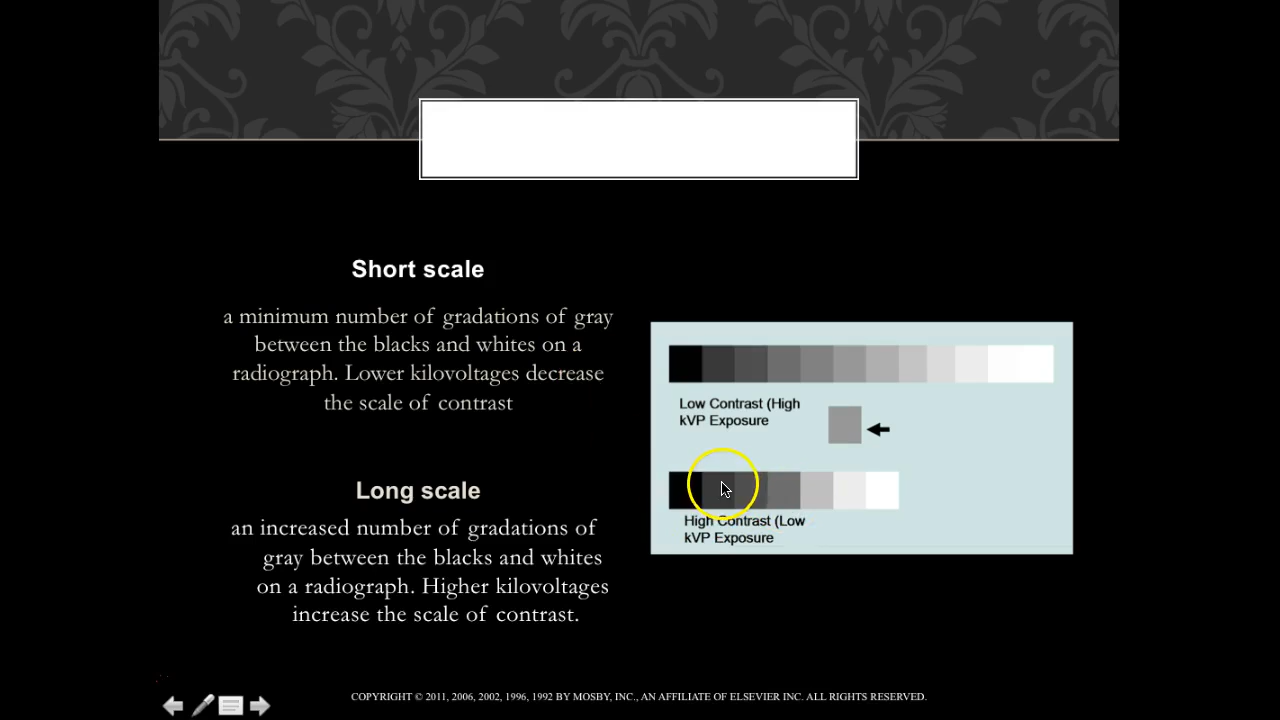 Short scale
a minimum number of gradations of gray
between the blacks and whites on a
radiograph. Lower kilovoltages decrease
the scale of contrast
Long scale
an increased number of gradations of
gray between the blacks and whites
on a radiograph. Higher kilovoltages
increase the scale of contrast.
Low Contrast (High
kVP Exposure
High Contrast (Low
kVP Exposure
COPYRIGHT © 2011, 2006, 2002, 1996, 1992 BY MOSBY, INC., AN AFFILIATE OF ELSEVIER INC. ALL RIGHTS RESERVED.